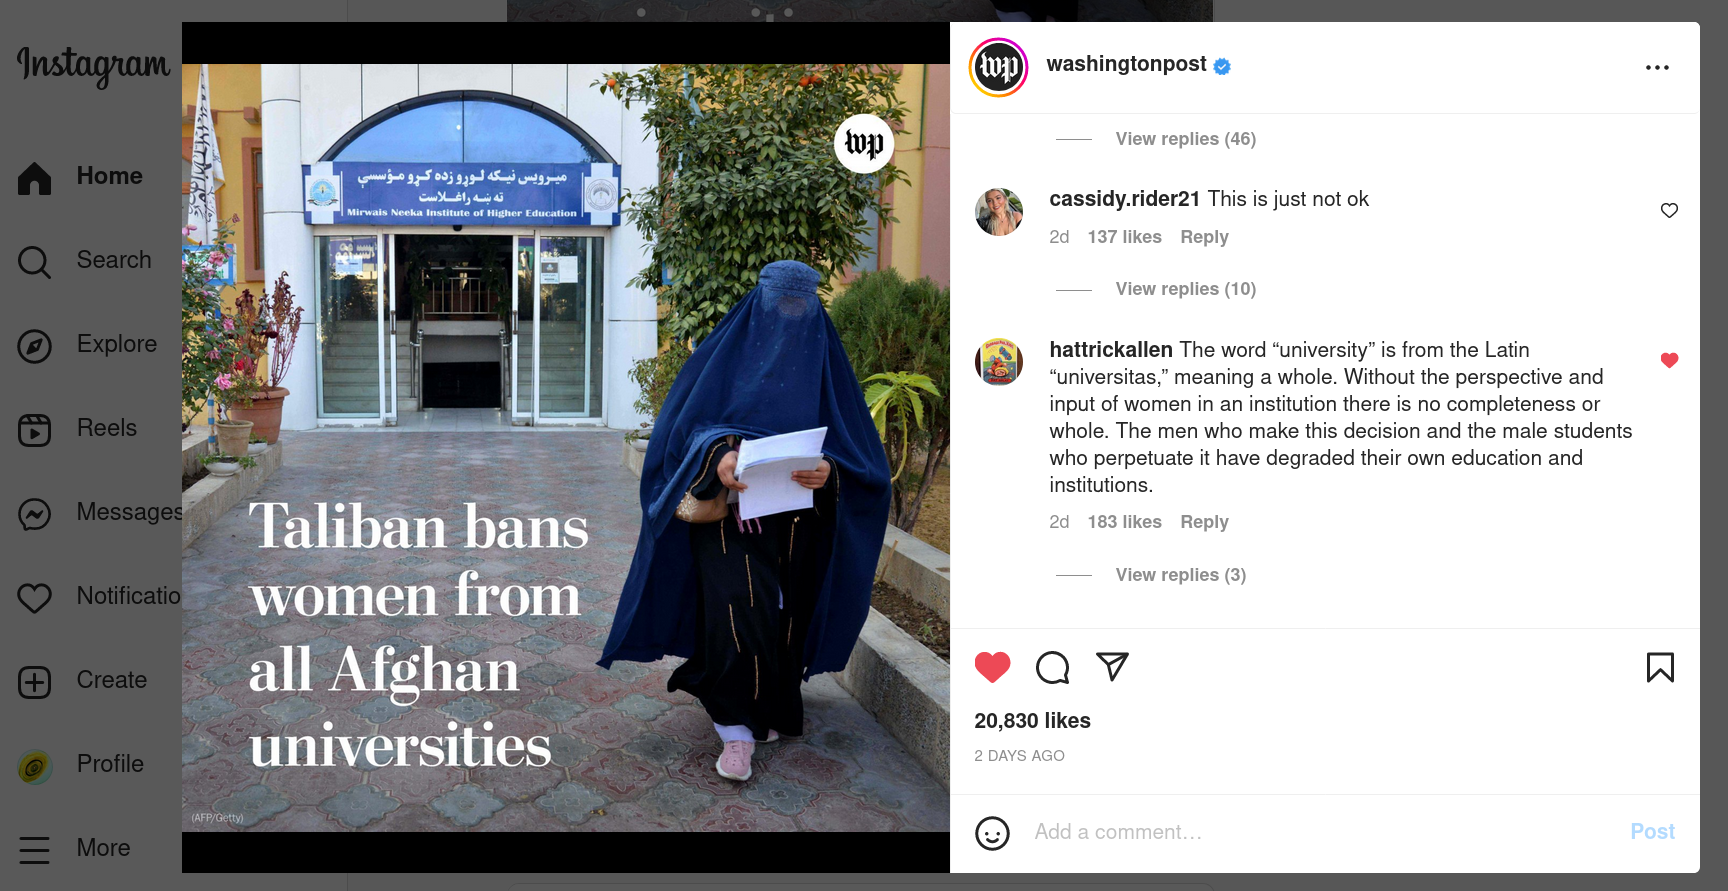 Instagram
Home
Search
Explore
Reels
Messages
Notificatio
Create
Profile
More
wp
میرویس نیکه لوړو زده کړو مؤسسې
ته ښه راغلاست
Mirwais Neeka Institute of Higher Education
Taliban bans
women from
all Afghan
universities
(AFP/Getty)
wp
washingtonpost
View replies (46)
cassidy.rider21 This is just not ok
2d 137 likes Reply
View replies (10)
hattrickallen The word “university” is from the Latin
“universitas,” meaning a whole. Without the perspective and
input of women in an institution there is no completeness or
whole. The men who make this decision and the male students
who perpetuate it have degraded their own education and
institutions.
2d 183 likes Reply
View replies (3)
20,830 likes
2 DAYS AGO
Add a comment…
Post